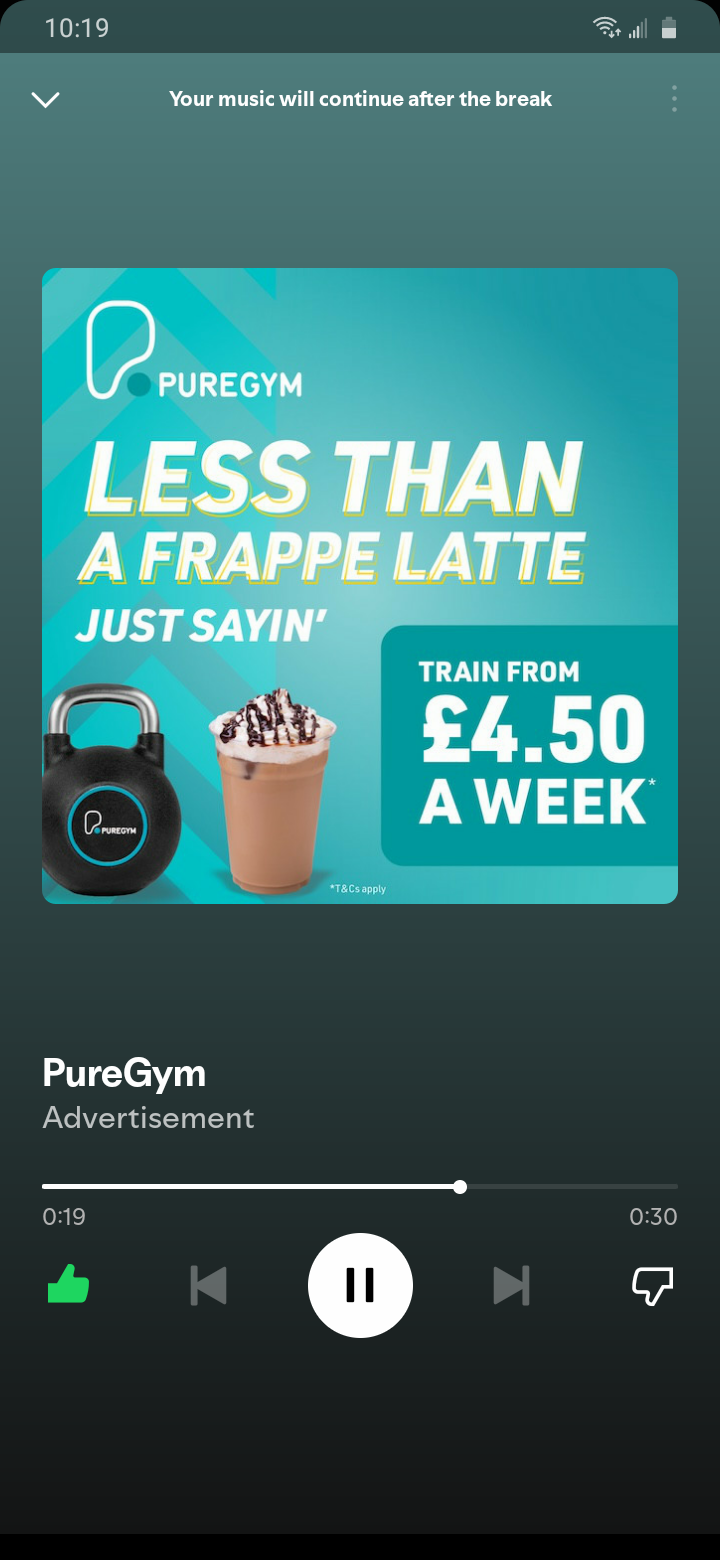 10:19
Your music will continue after the break
PUREGYM
LESS THAN
A FRAPPE LATTE
JUST SAYIN'
TRAIN FROM
£4.50
A WEEK*
PUREGYM
*T&Cs apply
PureGym
Advertisement
0:19
0:30